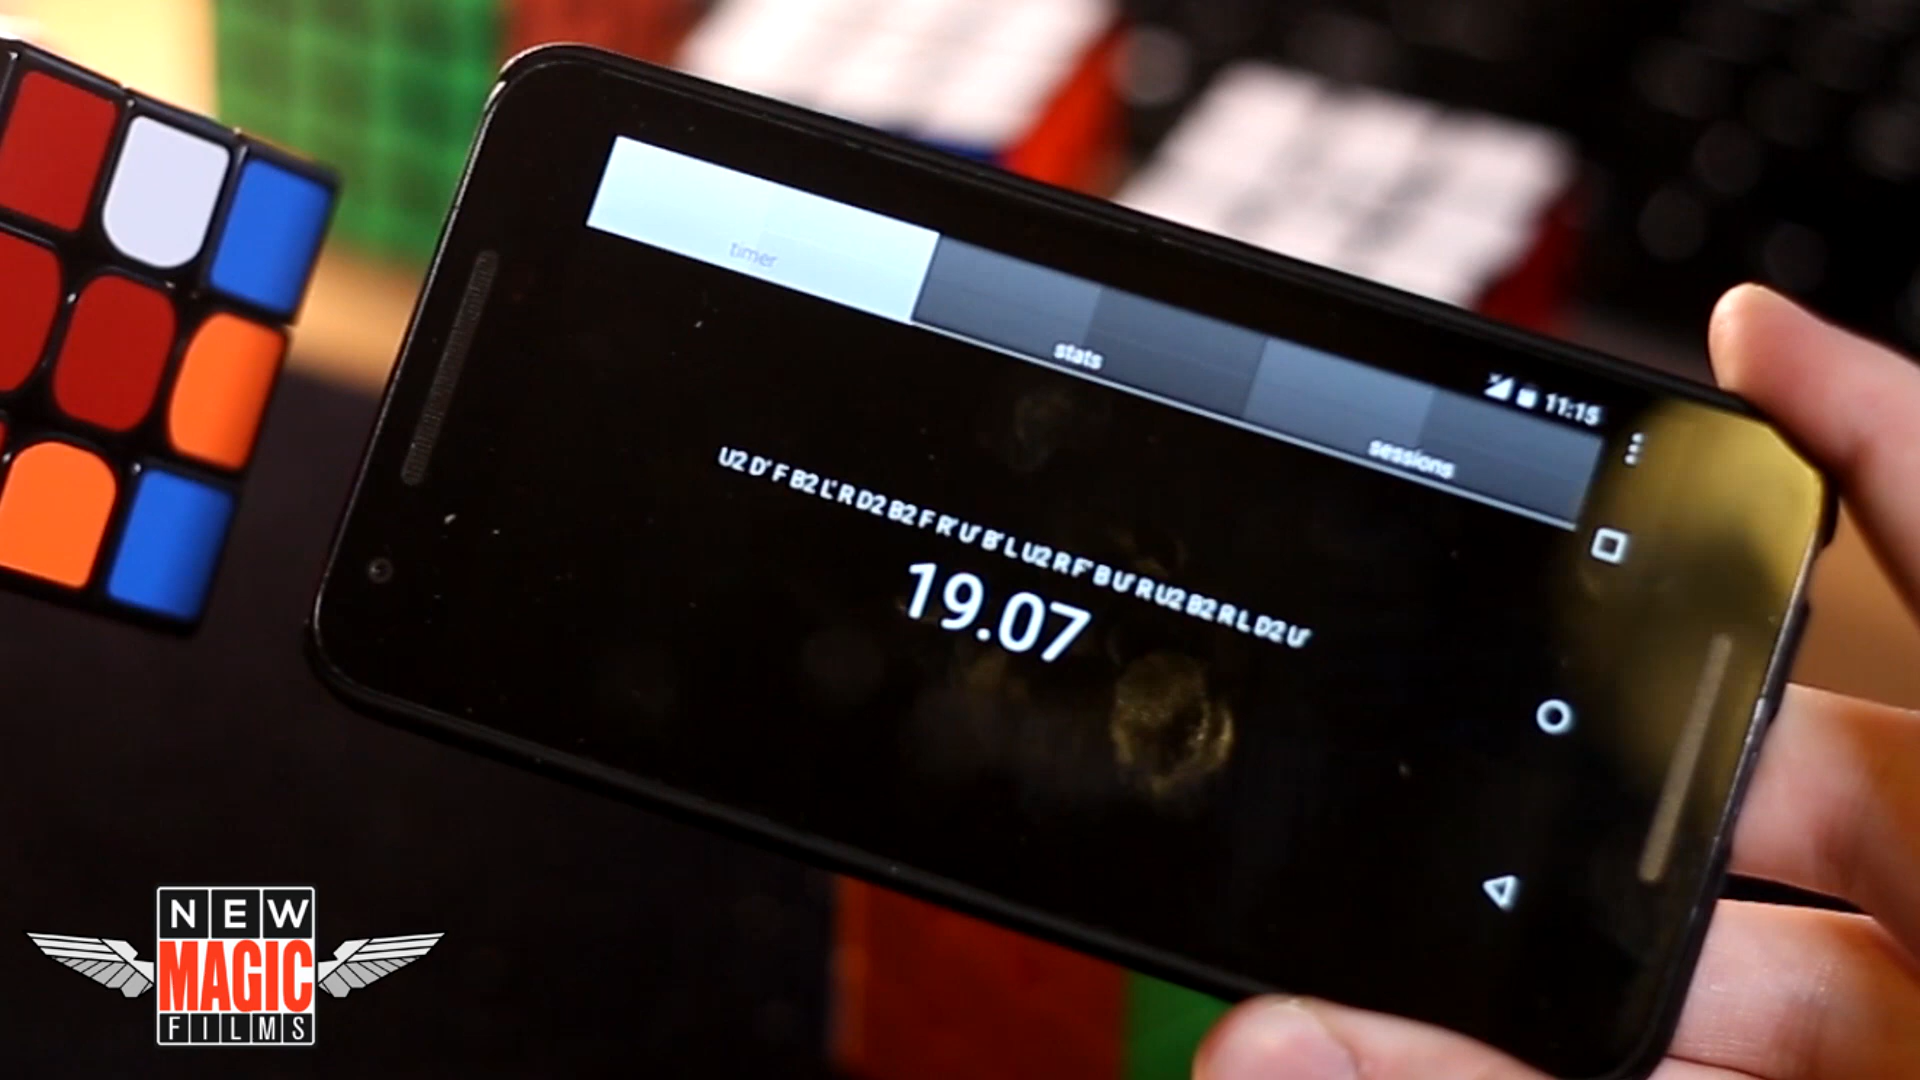 timer
stats
sessions
11:15
U2 D' F B2 L' R D2 B2 F R' U' B' L U2 R F' B U' R U2 B2 R L D2 U'
19.07
NEW
MAGIC
FILMS